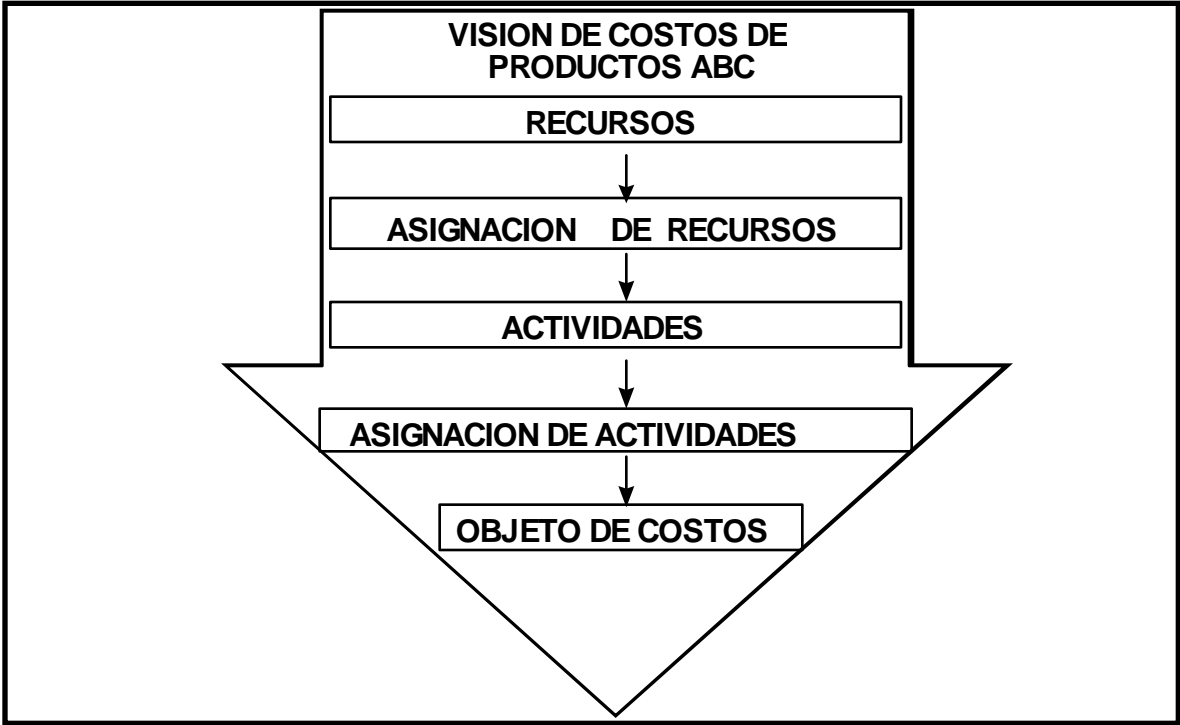 VISION DE COSTOS DE
PRODUCTOS ABC
RECURSOS
ASIGNACION DE RECURSOS
ACTIVIDADES
ASIGNACION DE ACTIVIDADES
OBJETO DE COSTOS